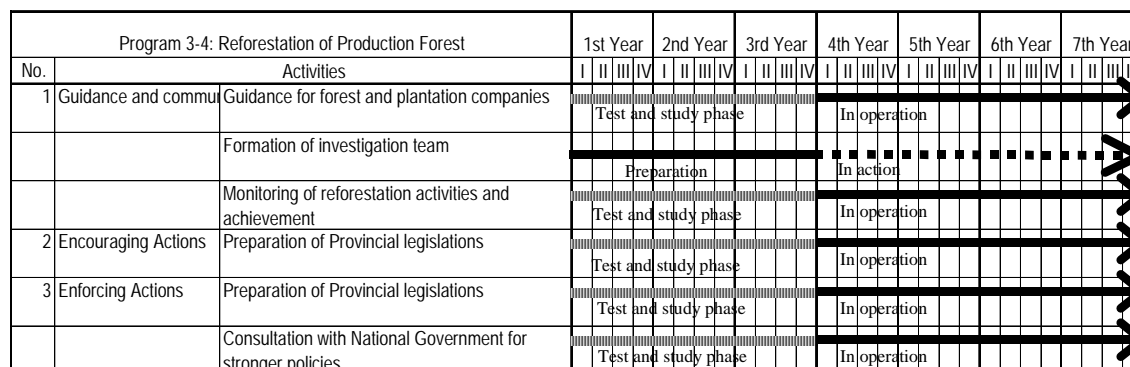 Program 3-4: Reforestation of Production Forest 1st Year 2nd Year 3rd Year 4th Year 5th Year 6th Year 7th Year
No. Activities I II III IV I II III IV I II III IV I II III IV I II III IV I II III IV I II III
1 Guidance and commun Guidance for forest and plantation companies
Test and study phase In operation
Formation of investigation team
Preparation In action
Monitoring of reforestation activities and
achievement Test and study phase In operation
2 Encouraging Actions Preparation of Provincial legislations
Test and study phase In operation
3 Enforcing Actions Preparation of Provincial legislations
Test and study phase In operation
Consultation with National Government for
stronger policies Test and study phase In operation